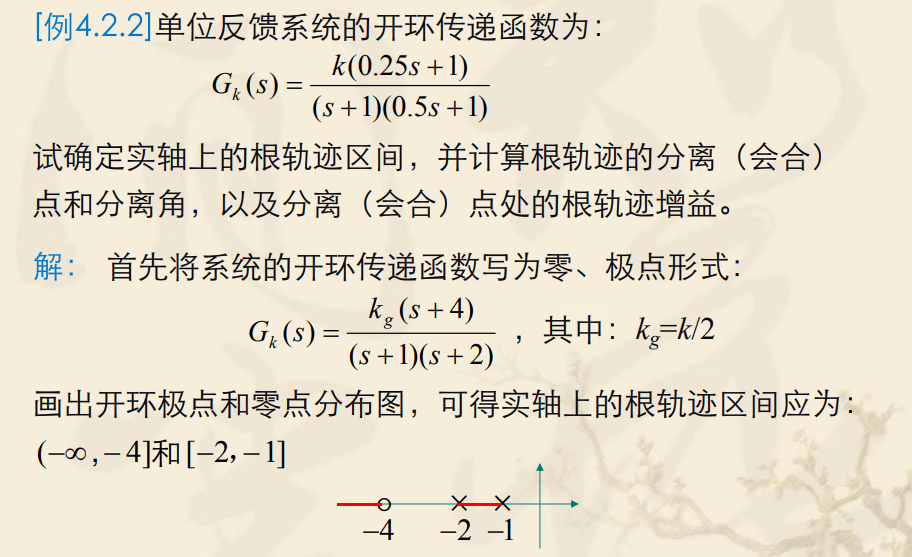 [例4.2.2]单位反馈系统的开环传递函数为：
G_k(s) = \frac{k(0.25s+1)}{(s+1)(0.5s+1)}
试确定实轴上的根轨迹区间，并计算根轨迹的分离（会合）
点和分离角，以及分离（会合）点处的根轨迹增益。
解： 首先将系统的开环传递函数写为零、极点形式：
G_k(s) = \frac{k_g(s+4)}{(s+1)(s+2)} ，其中：k_g=k/2
画出开环极点和零点分布图，可得实轴上的根轨迹区间应为：
(−∞,−4]和[−2，−1]
−4 −2 −1